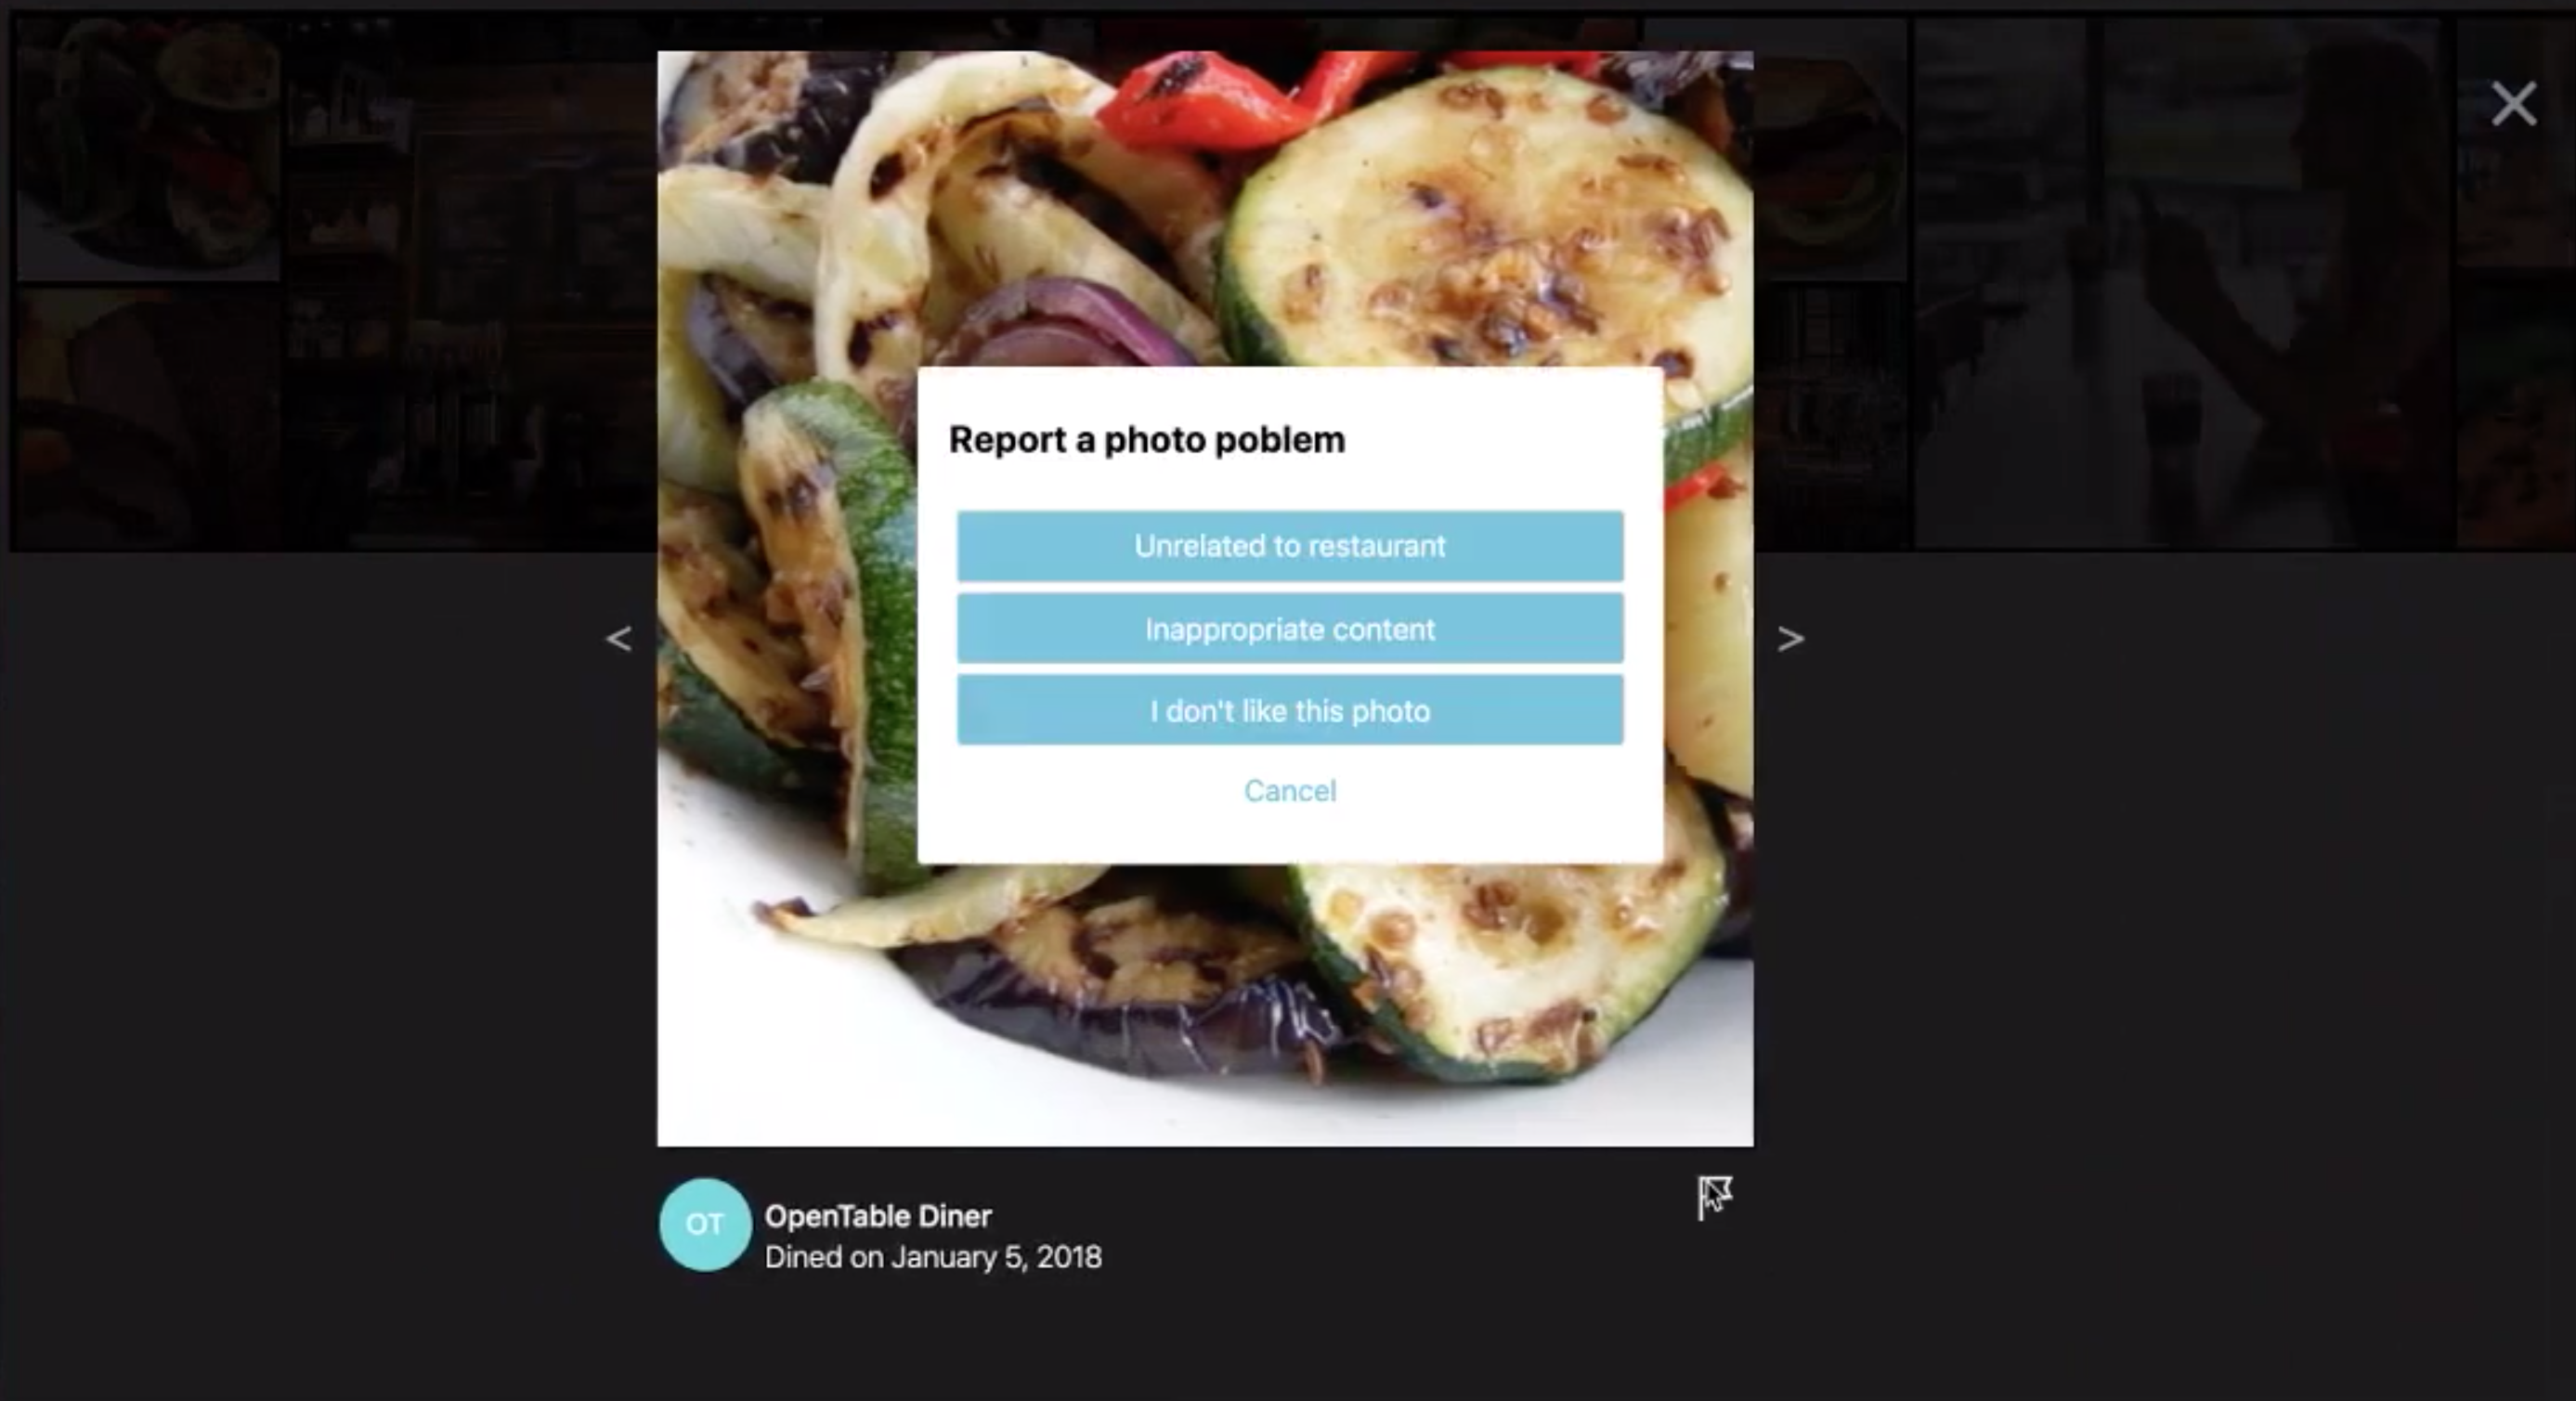 Report a photo poblem
Unrelated to restaurant
Inappropriate content
I don't like this photo
Cancel
<
>
OT
OpenTable Diner
Dined on January 5, 2018